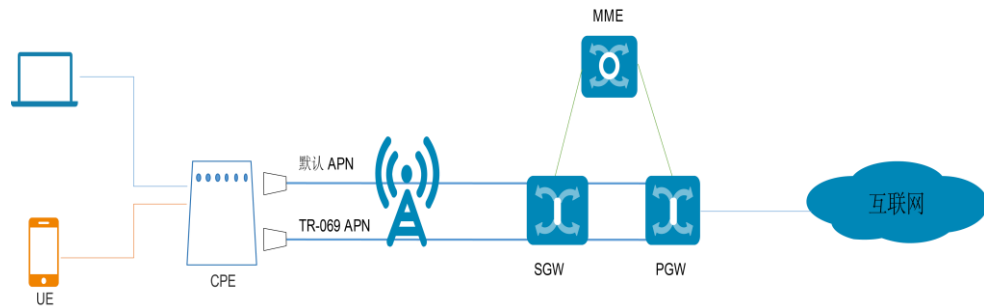 MME
默认 APN
TR-069 APN
互联网
SGW
PGW
CPE
UE